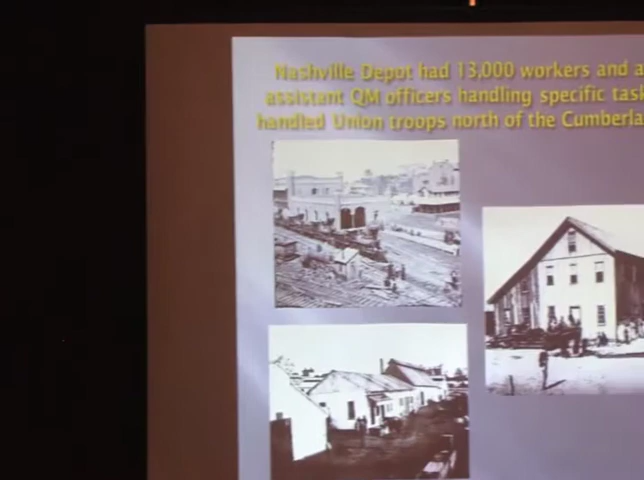 Nashville Depot had 13,000 workers and a
assistent QM officers handling specific task
handled Union troops north of the Cumberla